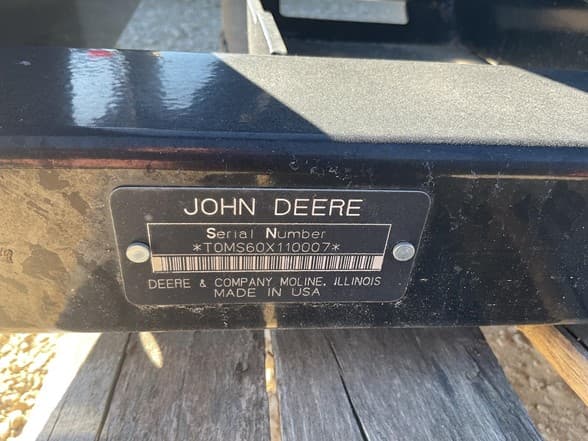 JOHN DEERE
Serial Number
*T0MS60X110007*
DEERE & COMPANY MOLINE, ILLINOIS
MADE IN USA